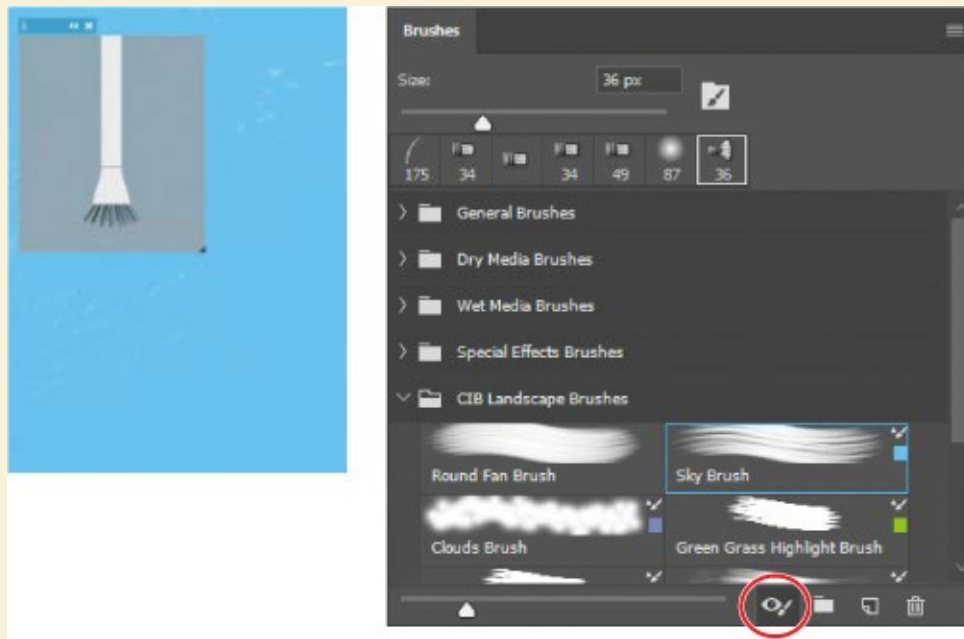 Brushes
Size: 36 px
175 34 34 49 87 36
General Brushes
Dry Media Brushes
Wet Media Brushes
Special Effects Brushes
CIB Landscape Brushes
Round Fan Brush Sky Brush
Clouds Brush Green Grass Highlight Brush